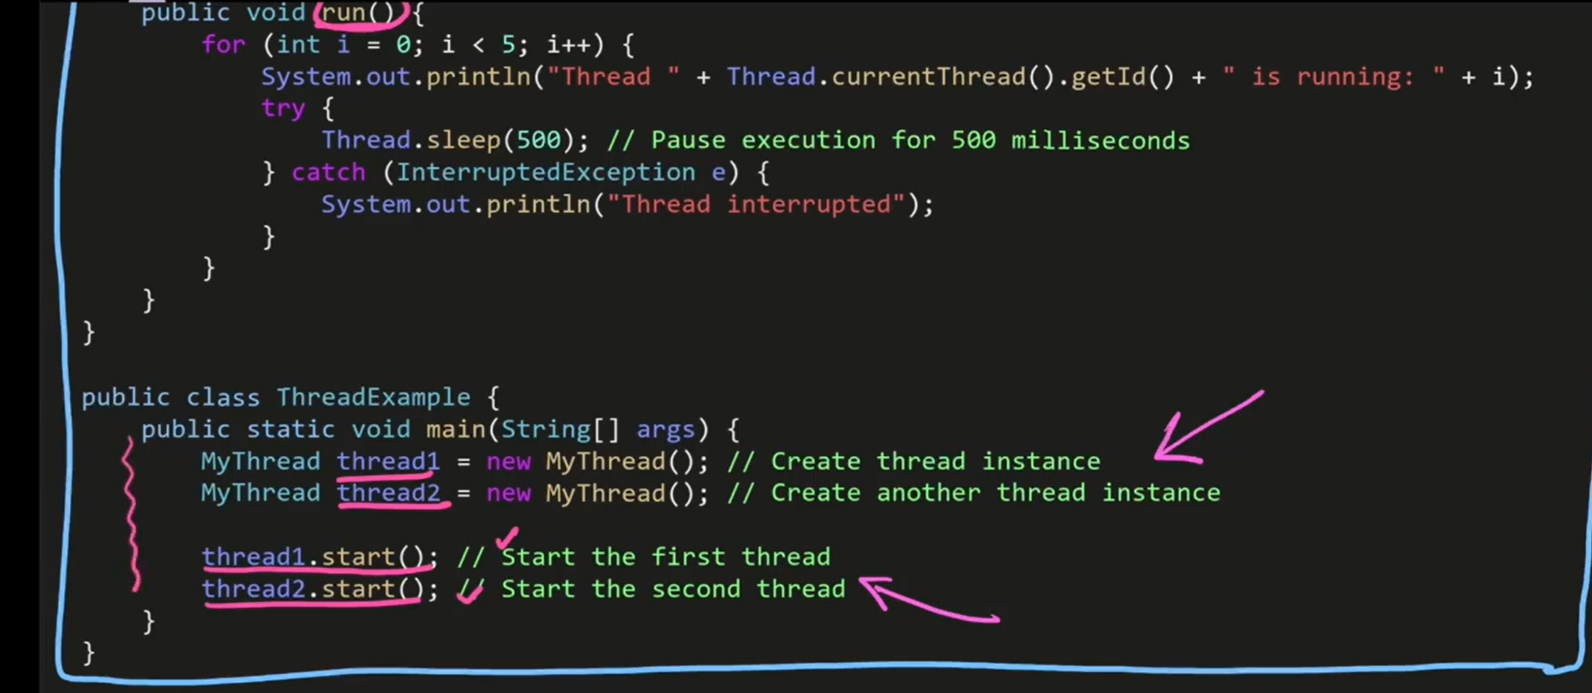 public void run() {
for (int i = 0; i < 5; i++) {
System.out.println("Thread " + Thread.currentThread().getId() + " is running: " + i);
try {
Thread.sleep(500); // Pause execution for 500 milliseconds
} catch (InterruptedException e) {
System.out.println("Thread interrupted");
}
}
}
}
public class ThreadExample {
public static void main(String[] args) {
MyThread thread1 = new MyThread(); // Create thread instance
MyThread thread2 = new MyThread(); // Create another thread instance
thread1.start(); // Start the first thread
thread2.start(); // Start the second thread
}
}